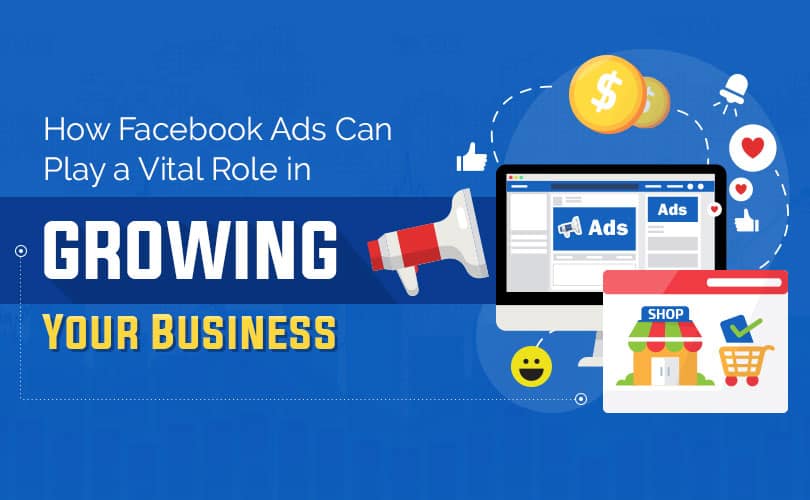 How Facebook Ads Can
Play a Vital Role in
GROWING
YOUR BUSINESS
Ads
Ads
SHOP
$
$